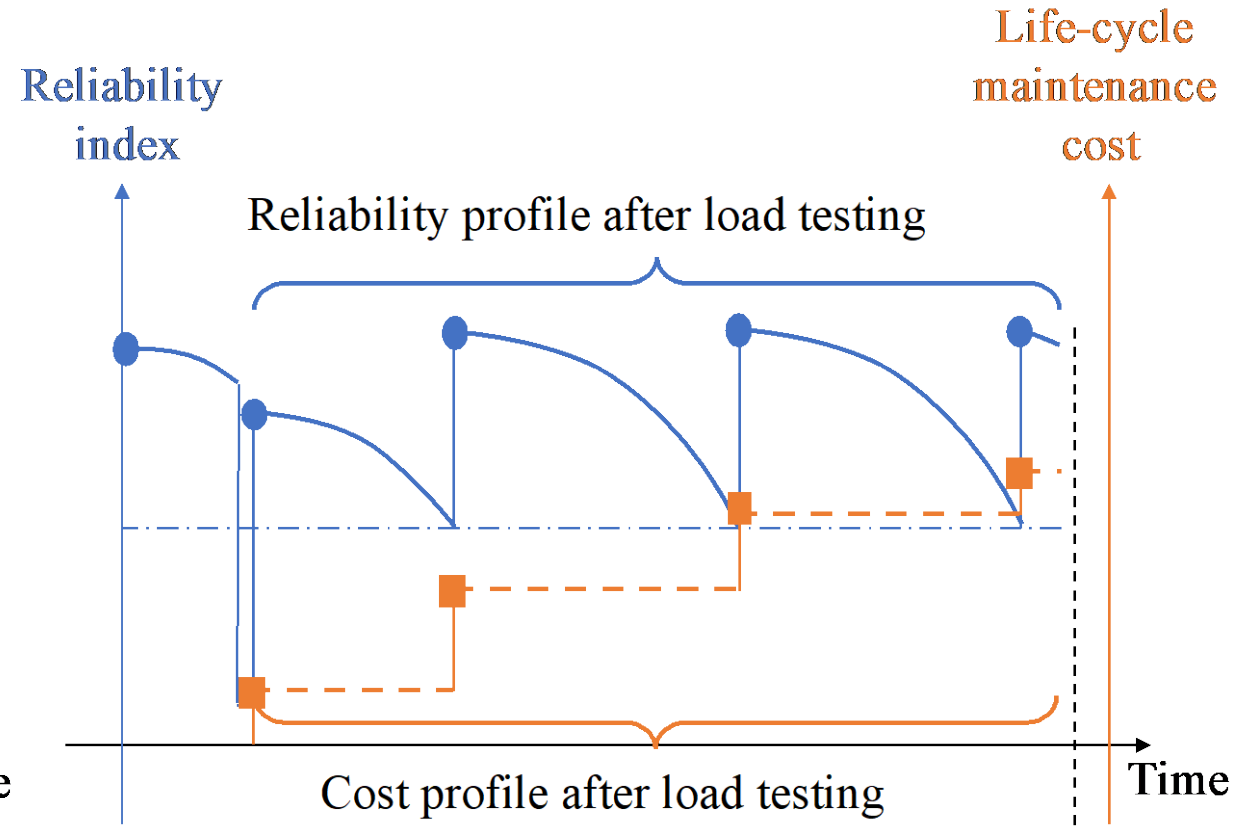 Life-cycle
maintenance
cost
Reliability
index
Reliability profile after load testing
Time
Cost profile after load testing
e